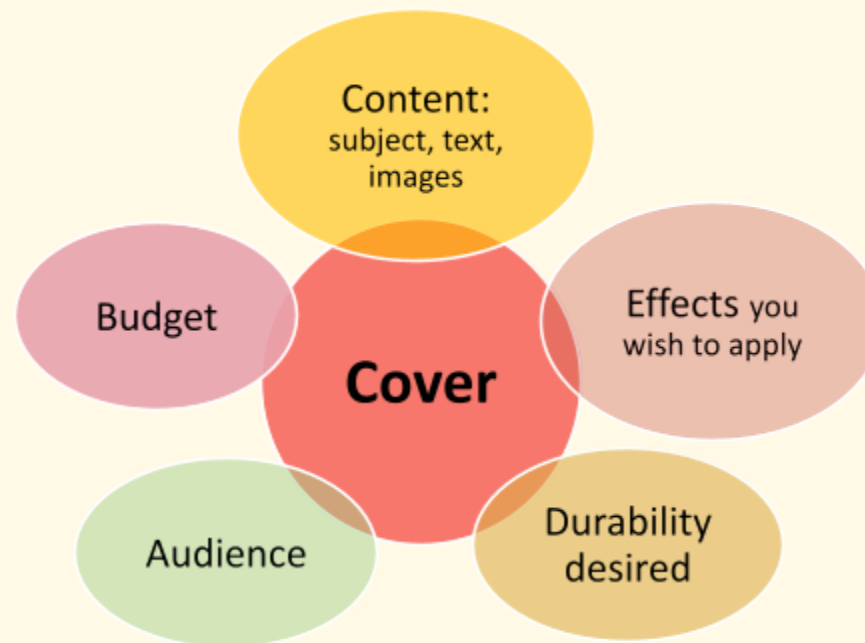 Content:
subject, text,
images
Budget
Effects you
wish to apply
Cover
Audience
Durability
desired